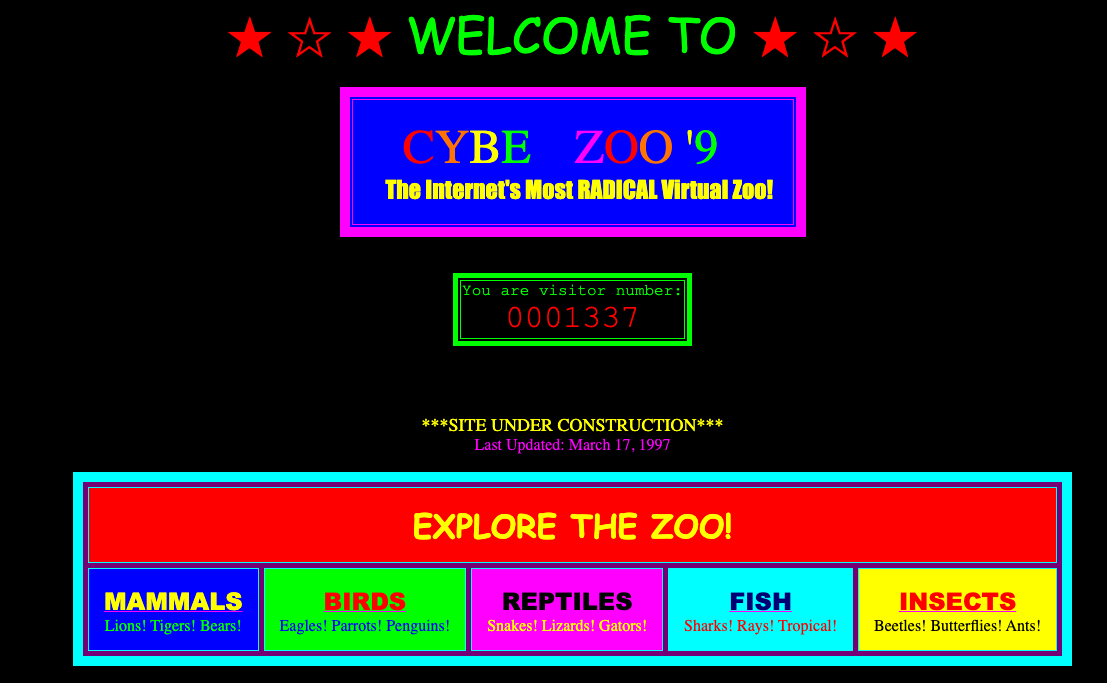 ★ ☆ ★ WELCOME TO ★ ☆ ★
CYBE ZOO '9
The Internet's Most RADICAL Virtual Zoo!
You are visitor number:
0001337
***SITE UNDER CONSTRUCTION***
Last Updated: March 17, 1997
EXPLORE THE ZOO!
MAMMALS
Lions! Tigers! Bears!
BIRDS
Eagles! Parrots! Penguins!
REPTILES
Snakes! Lizards! Gators!
FISH
Sharks! Rays! Tropical!
INSECTS
Beetles! Butterflies! Ants!